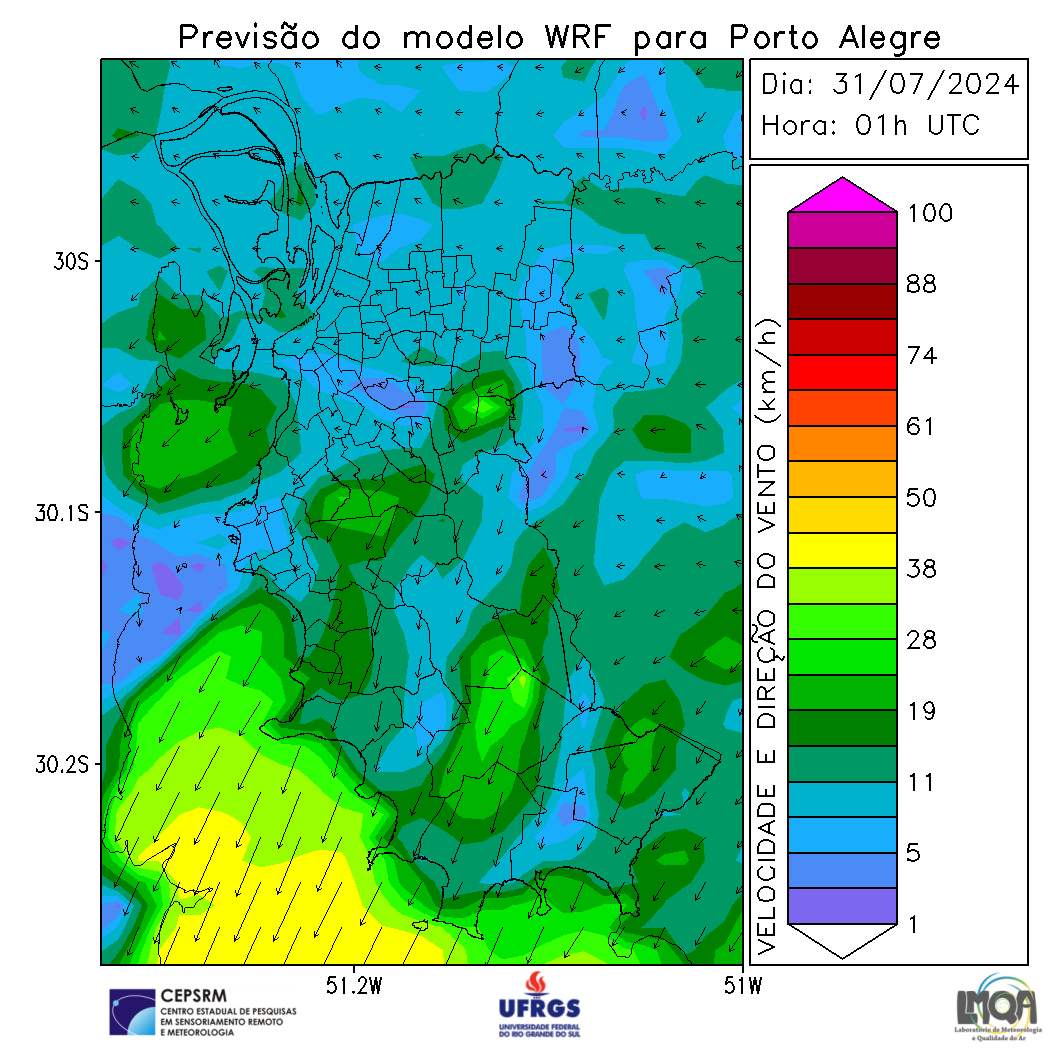 Previsão do modelo WRF para Porto Alegre
Dia: 31/07/2024
Hora: 01h UTC
30S
30.1S
30.2S
51.2W
51W
VELOCIDADE E DIREÇÃO DO VENTO (km/h)
100
88
74
61
50
38
28
19
11
5
1
CEPSRM
CENTRO ESTADUAL DE PESQUISAS
EM SENSORIAMENTO REMOTO
E METEOROLOGIA
UFRGS
UNIVERSIDADE FEDERAL
DO RIO GRANDE DO SUL
LMQA
Laboratório de Meteorologia
e Qualidade do Ar